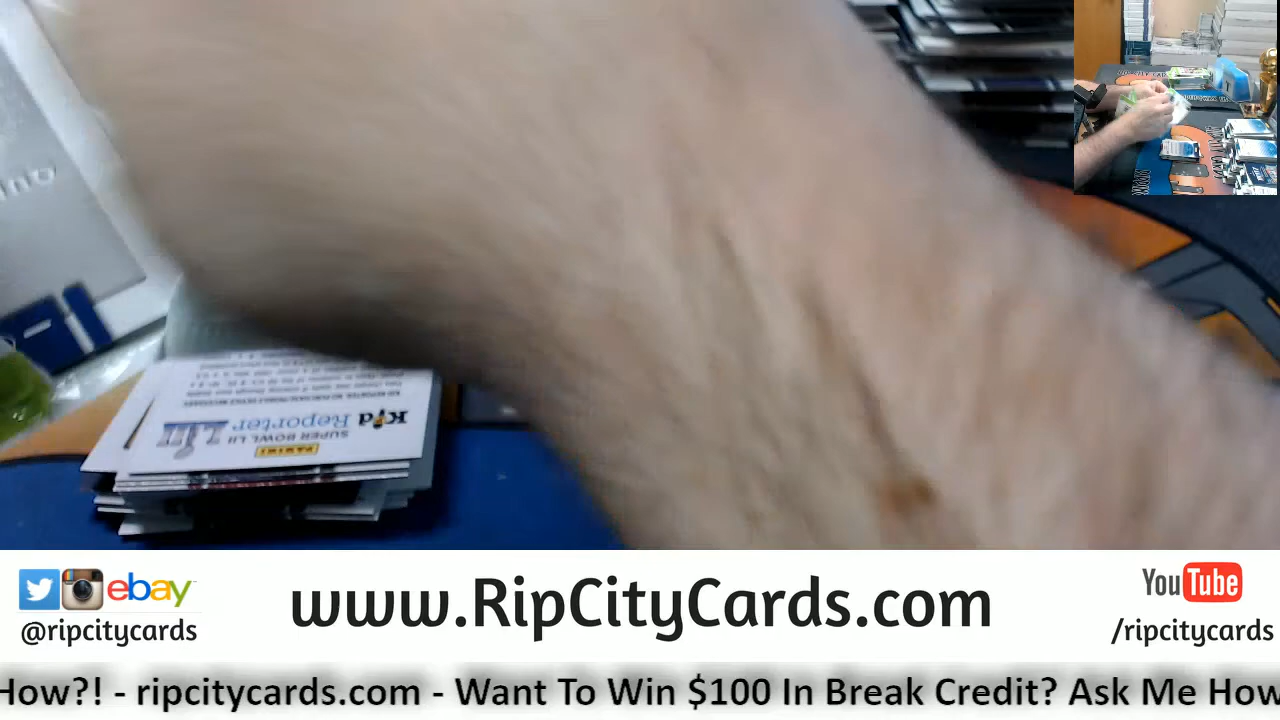 Kid
Reporter
SUPER BOWL LII
PANINI
ebay
@ripcitycards
www.RipCityCards.com
YouTube
/ripcitycards
How?! - ripcitycards.com - Want To Win $100 In Break Credit? Ask Me How